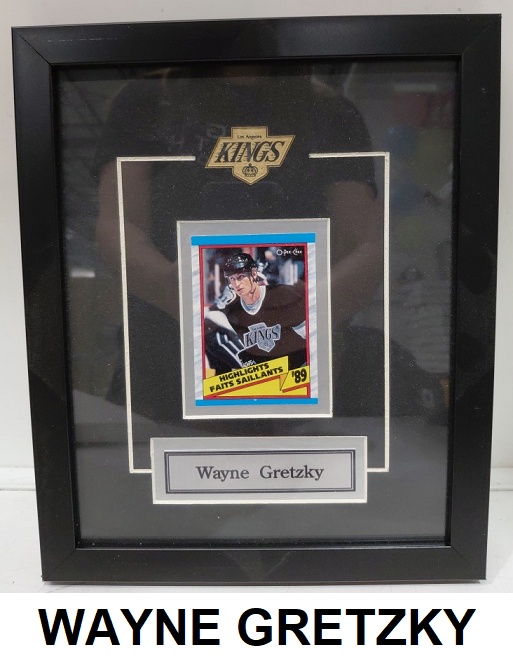 Los Angeles
KINGS
O-Pee-Chee
KINGS
HIGHLIGHTS
FAITS SAILLANTS '89
Wayne Gretzky
WAYNE GRETZKY